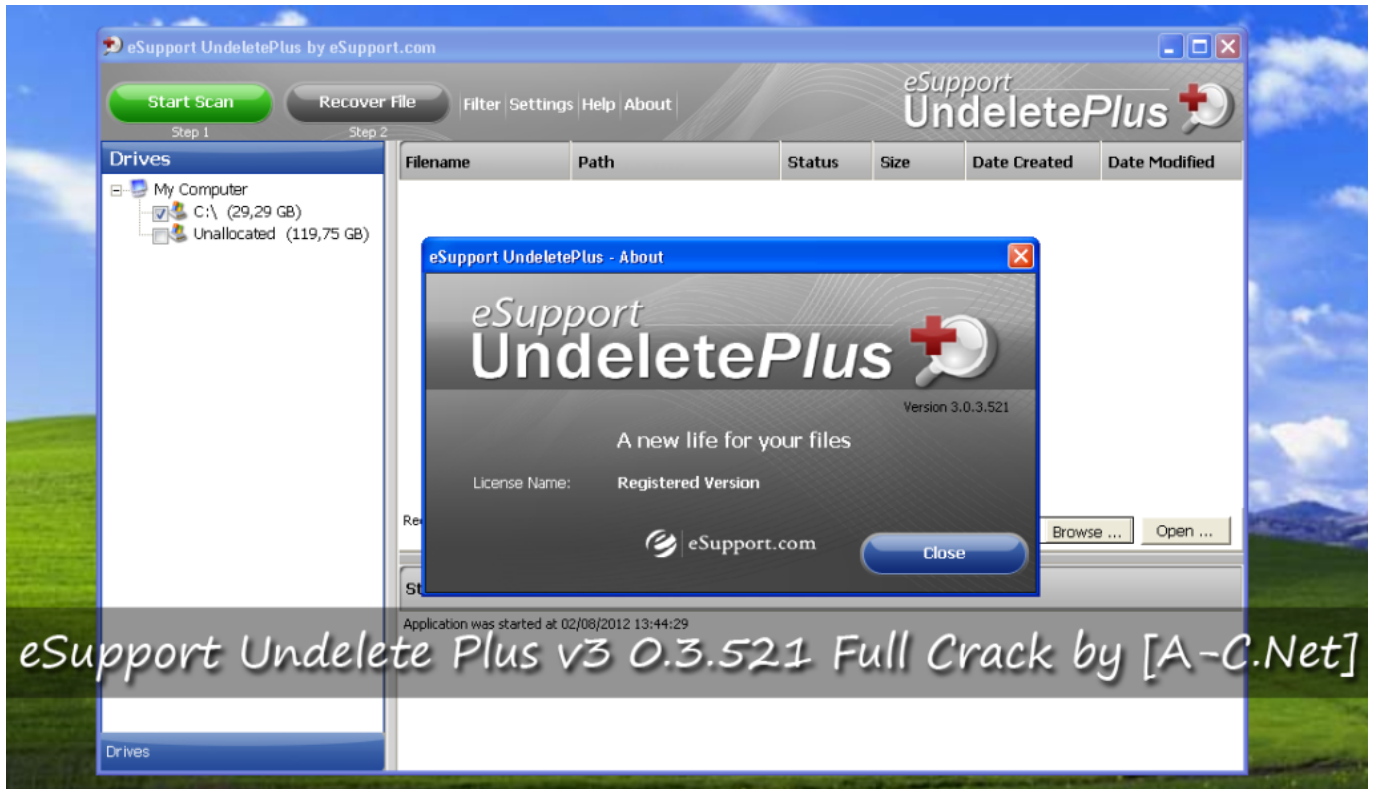 eSupport UndeletePlus by eSupport.com
Start Scan
Step 1
Recover File
Step 2
Filter Settings Help About
eSupport
UndeletePlus
Drives
My Computer
C:\ (29,29 GB)
Unallocated (119,75 GB)
Filename Path Status Size Date Created Date Modified
eSupport UndeletePlus - About
eSupport
UndeletePlus
Version 3.0.3.521
A new life for your files
License Name: Registered Version
eSupport.com
Close
Browse ... Open ...
Application was started at 02/08/2012 13:44:29
eSupport Undelete Plus v3 0.3.521 Full Crack by [A-C.Net]
Drives